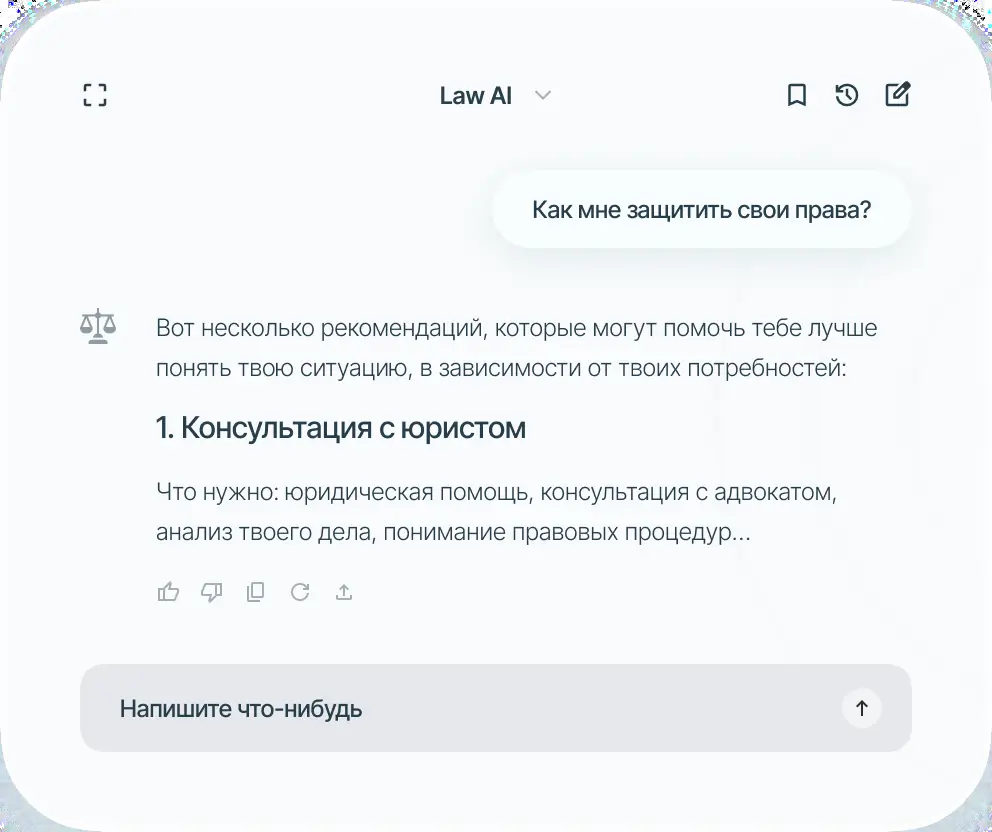 Law AI
Как мне защитить свои права?
Вот несколько рекомендаций, которые могут помочь тебе лучше
понять твою ситуацию, в зависимости от твоих потребностей:
1. Консультация с юристом
Что нужно: юридическая помощь, консультация с адвокатом,
анализ твоего дела, понимание правовых процедур...
Напишите что-нибудь